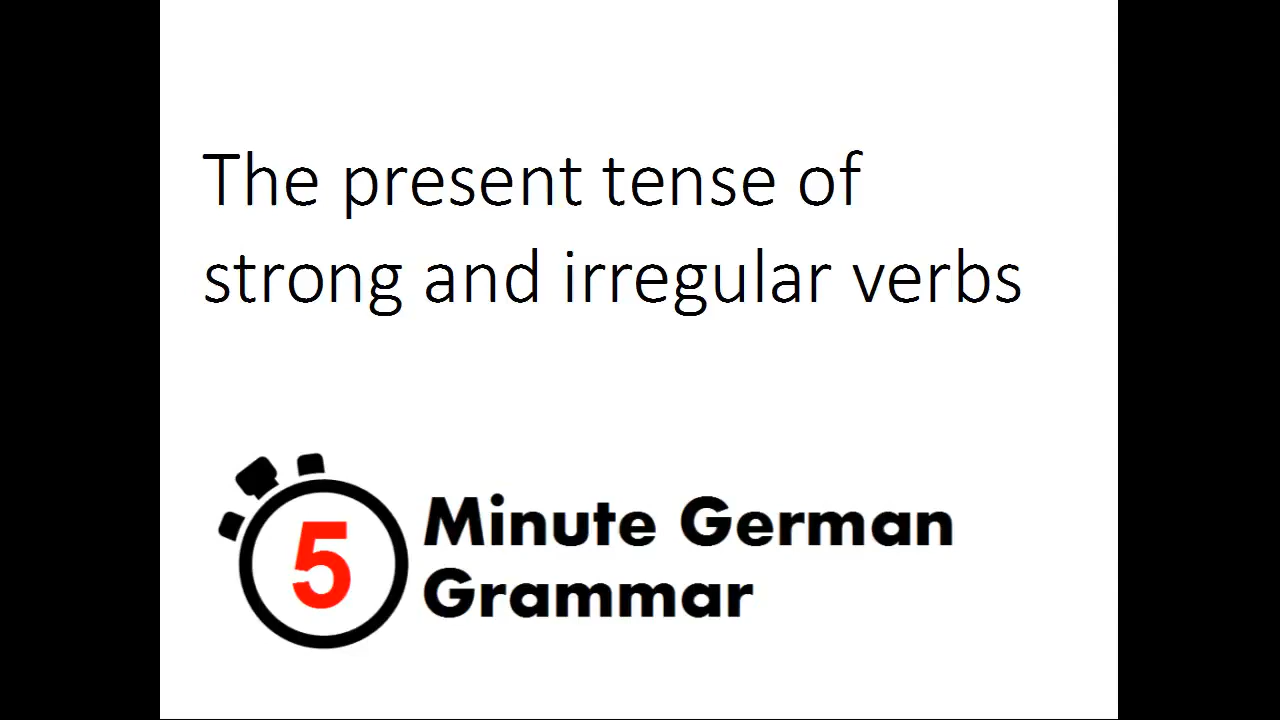 The present tense of
strong and irregular verbs
5
Minute German
Grammar